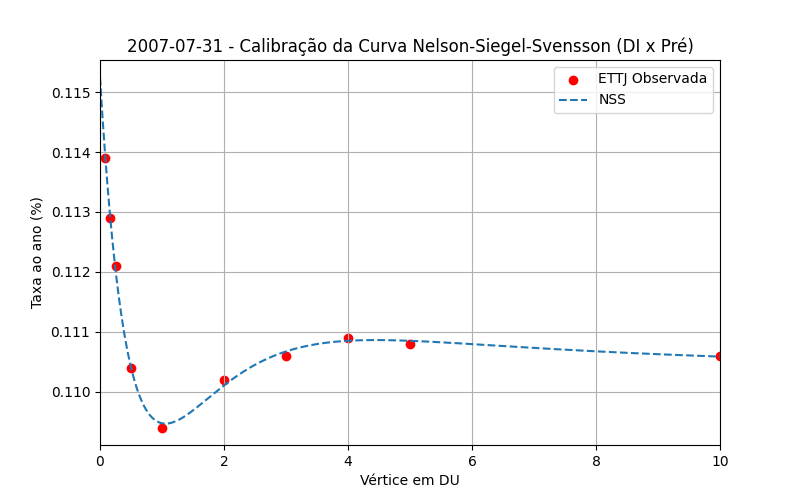 2007-07-31 - Calibração da Curva Nelson-Siegel-Svensson (DI x Pré)
ETTJ Observada
NSS
Taxa ao ano (%)
0.115
0.114
0.113
0.112
0.111
0.110
0 2 4 6 8 10
Vértice em DU